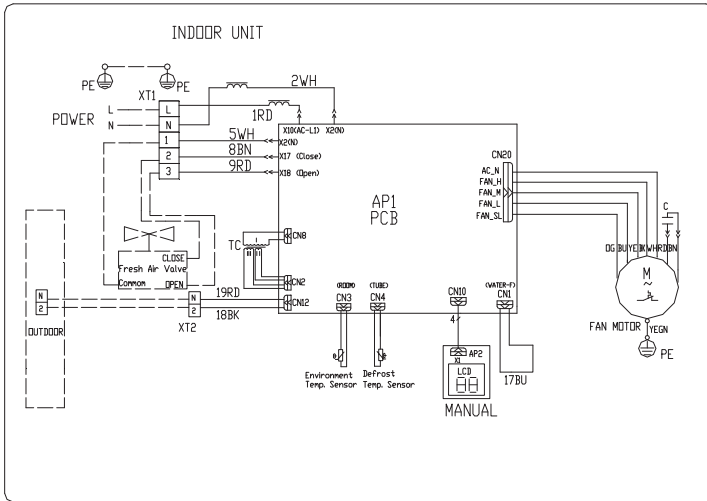 INDOOR UNIT
PE
PE
XT1
2WH
POWER
L
N
L
N
1
2
3
1RD
X10(AC-L1)
X2(N)
5WH
X2(N)
8BN
X17 (Close)
9RD
X18 (Open)
AP1
PCB
CN20
AC_N
FAN_H
FAN_M
FAN_L
FAN_SL
C
OG BU YE BK WH RD BN
M
~
FAN MOTOR
YEGN
PE
TC
CN8
CN2
CN12
CLOSE
Fresh Air Valve
Commom
OPEN
N
2
OUTDOOR
N
2
XT2
19RD
18BK
(ROOM)
CN3
(TUBE)
CN4
CN10
(WATER-F)
CN1
4
Environment
Temp. Sensor
Defrost
Temp. Sensor
X1
AP2
LCD
88
MANUAL
17BU